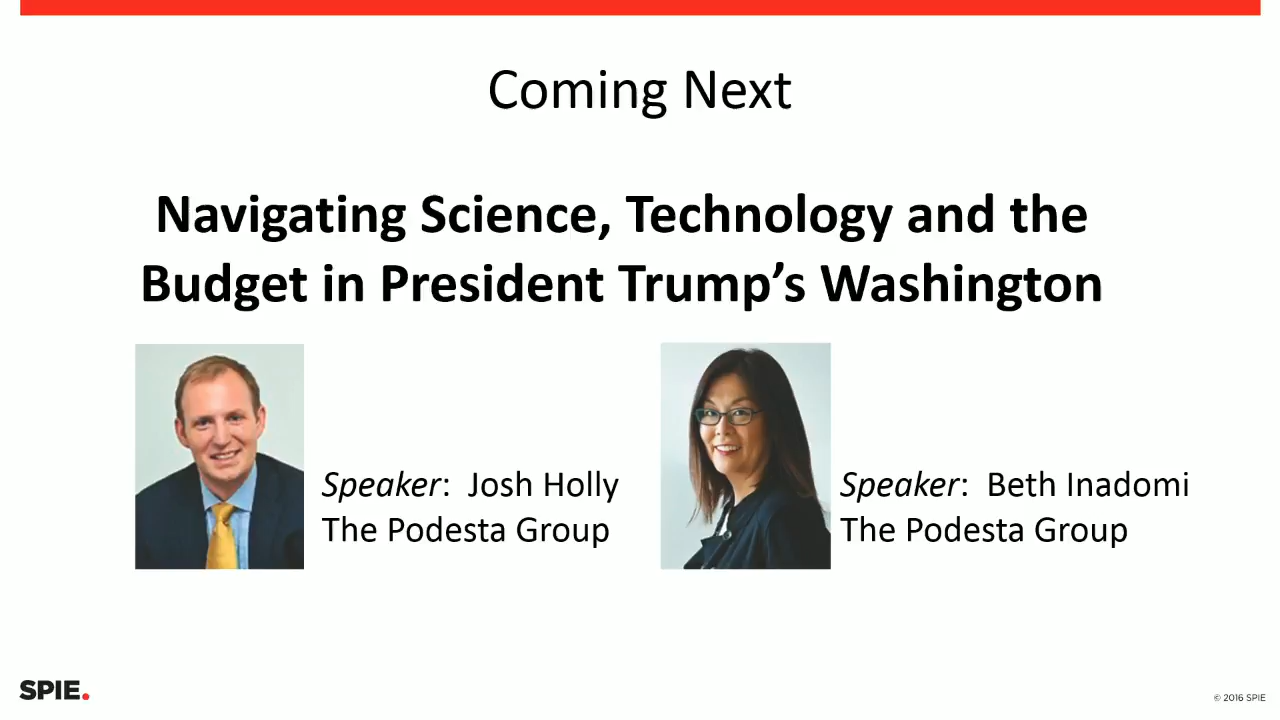 Coming Next
Navigating Science, Technology and the
Budget in President Trump’s Washington
Speaker:  Josh Holly
The Podesta Group
Speaker:  Beth Inadomi
The Podesta Group
SPIE.
© 2016 SPIE